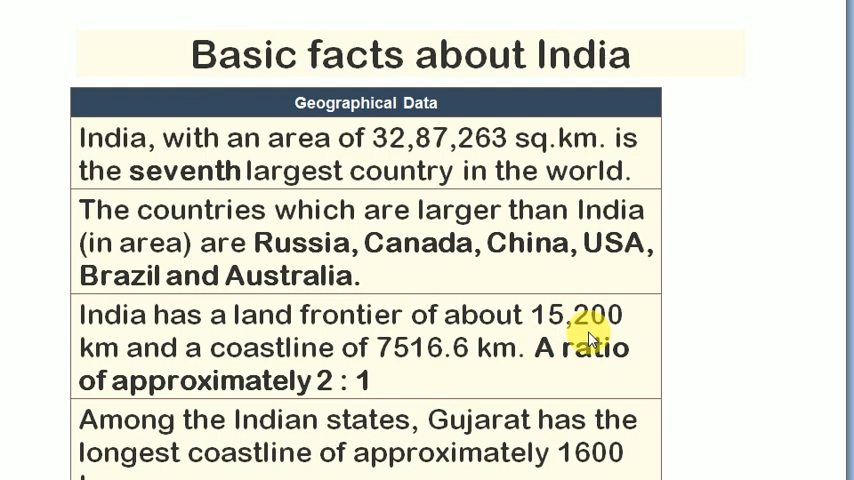 Basic facts about India
Geographical Data
India, with an area of 32,87,263 sq.km. is
the seventh largest country in the world.
The countries which are larger than India
(in area) are Russia, Canada, China, USA,
Brazil and Australia.
India has a land frontier of about 15,200
km and a coastline of 7516.6 km. A ratio
of approximately 2 : 1
Among the Indian states, Gujarat has the
longest coastline of approximately 1600